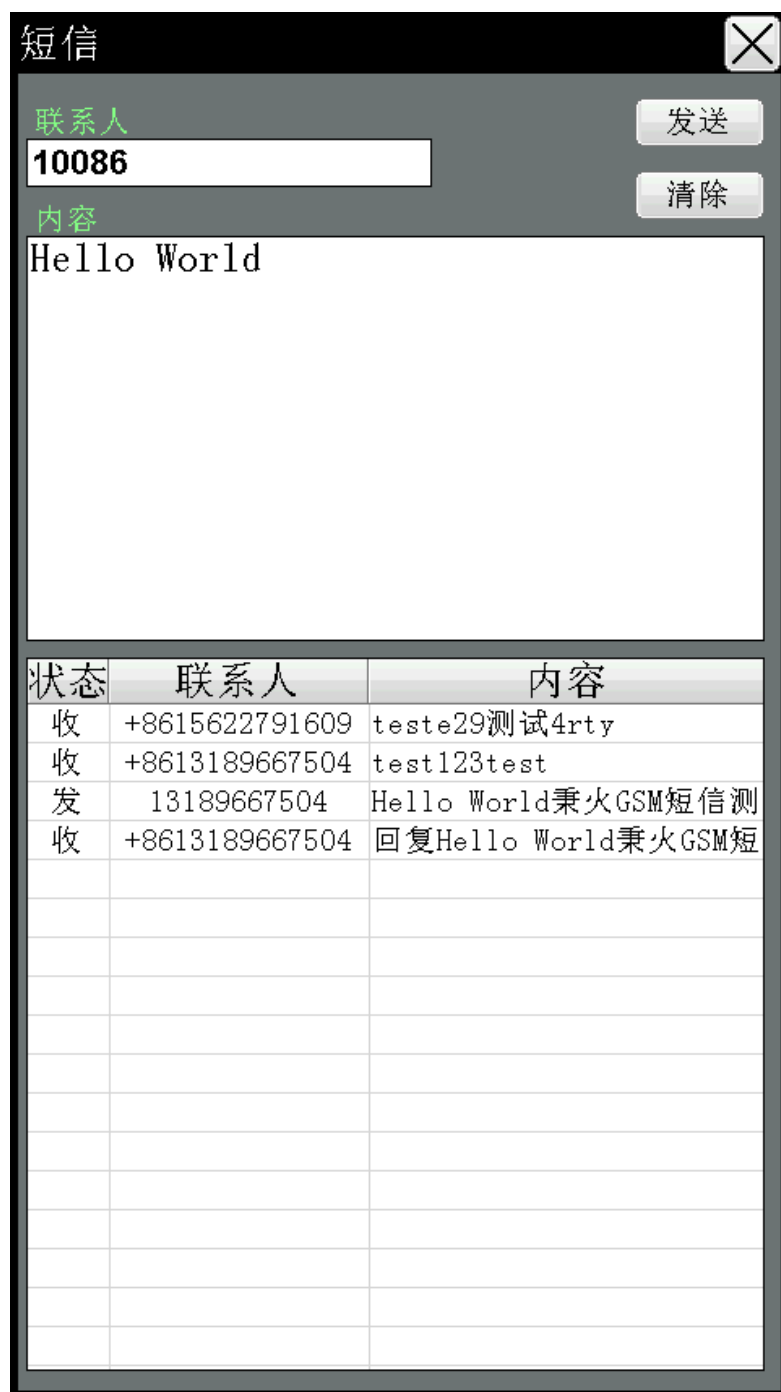 短信
联系人
发送
10086
清除
内容
Hello World
状态 联系人 内容
收 +8615622791609 teste29测试4rty
收 +8613189667504 test123test
发 13189667504 Hello World秉火GSM短信测
收 +8613189667504 回复Hello World秉火GSM短